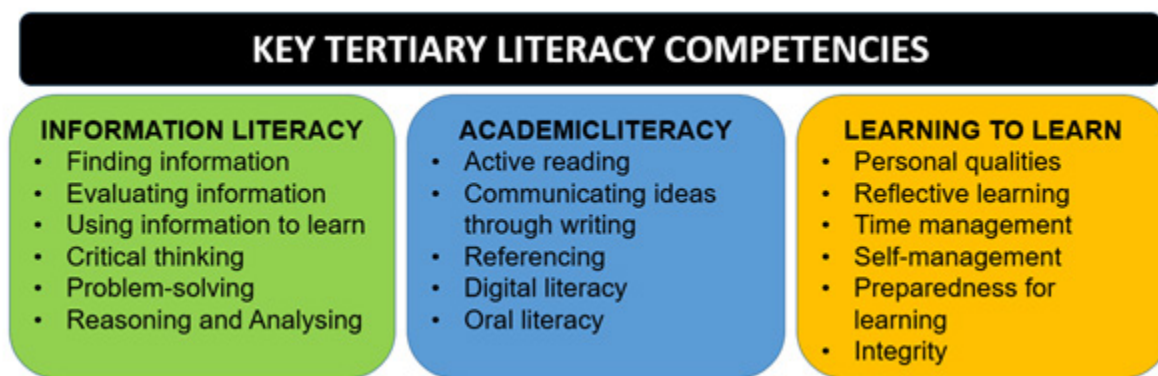 KEY TERTIARY LITERACY COMPETENCIES
INFORMATION LITERACY
• Finding information
• Evaluating information
• Using information to learn
• Critical thinking
• Problem-solving
• Reasoning and Analysing
ACADEMICLITERACY
• Active reading
• Communicating ideas
through writing
• Referencing
• Digital literacy
• Oral literacy
LEARNING TO LEARN
• Personal qualities
• Reflective learning
• Time management
• Self-management
• Preparedness for
learning
• Integrity